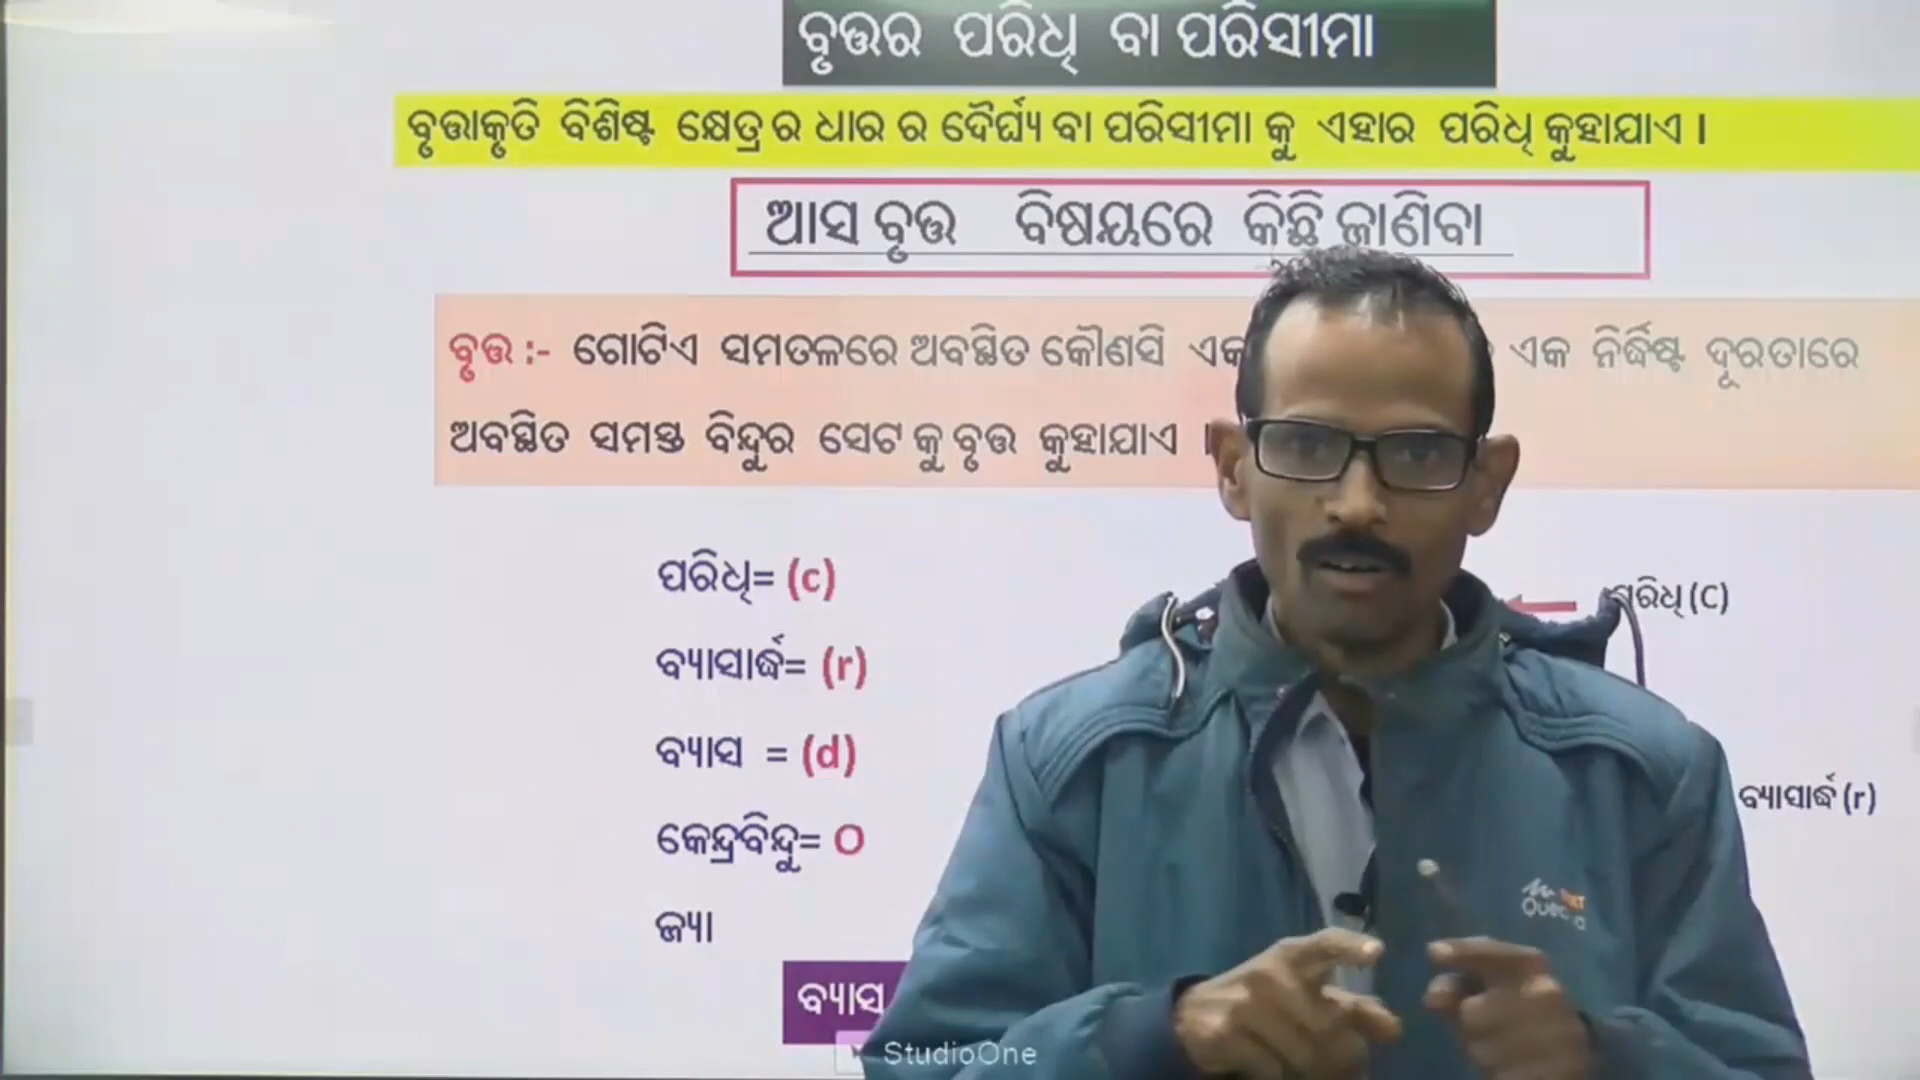 ବୃତ୍ତର ପରିଧି ବା ପରିସୀମା
ବୃତ୍ତାକୃତି ବିଶିଷ୍ଟ କ୍ଷେତ୍ର ର ଧାର ର ଦୈର୍ଘ୍ୟ ବା ପରିସୀମା କୁ ଏହାର ପରିଧି କୁହାଯାଏ ।
ଆସ ବୃତ୍ତ ବିଷୟରେ କିଛି ଜାଣିବା
ବୃତ୍ତ :- ଗୋଟିଏ ସମତଳରେ ଅବସ୍ଥିତ କୌଣସି ଏକ ଏକ ନିର୍ଦ୍ଧିଷ୍ଟ ଦୂରତାରେ
ଅବସ୍ଥିତ ସମସ୍ତ ବିନ୍ଦୁର ସେଟ କୁ ବୃତ୍ତ କୁହାଯାଏ ।
ପରିଧି= (c)
ପରିଧି (C)
ବ୍ୟାସାର୍ଦ୍ଧ= (r)
ବ୍ୟାସ = (d)
ବ୍ୟାସାର୍ଦ୍ଧ (r)
କେନ୍ଦ୍ରବିନ୍ଦୁ= O
ଜ୍ୟା
ବ୍ୟାସ
StudioOne